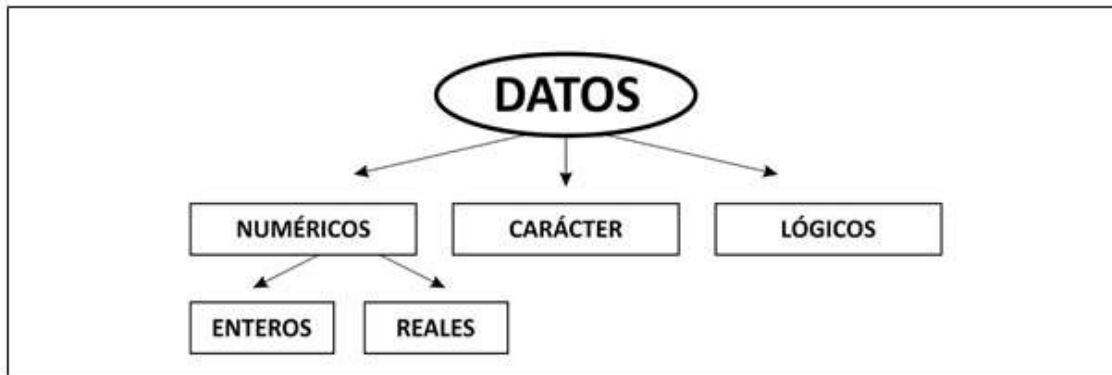 DATOS
NUMÉRICOS
CARÁCTER
LÓGICOS
ENTEROS
REALES